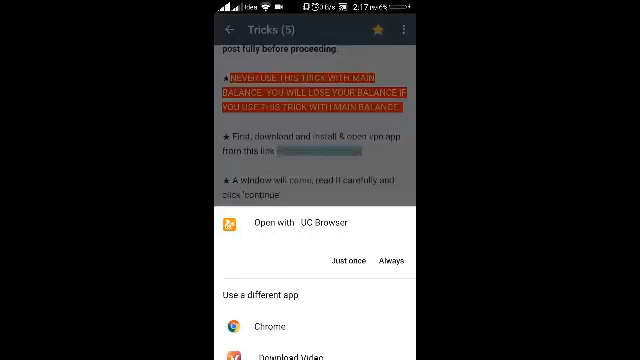 Idea 0 B/s 2:17 PM 6%
Tricks (5)
post fully before proceeding.
★NEVER USE THIS TRICK WITH MAIN
BALANCE. YOU WILL LOSE YOUR BALANCE IF
YOU USE THIS TRICK WITH MAIN BALANCE.
★ First, download and install & open vpn app
from this link
★ A window will come, read it carefully and
click 'continue'
Open with UC Browser
Just once Always
Use a different app
Chrome
Download Video